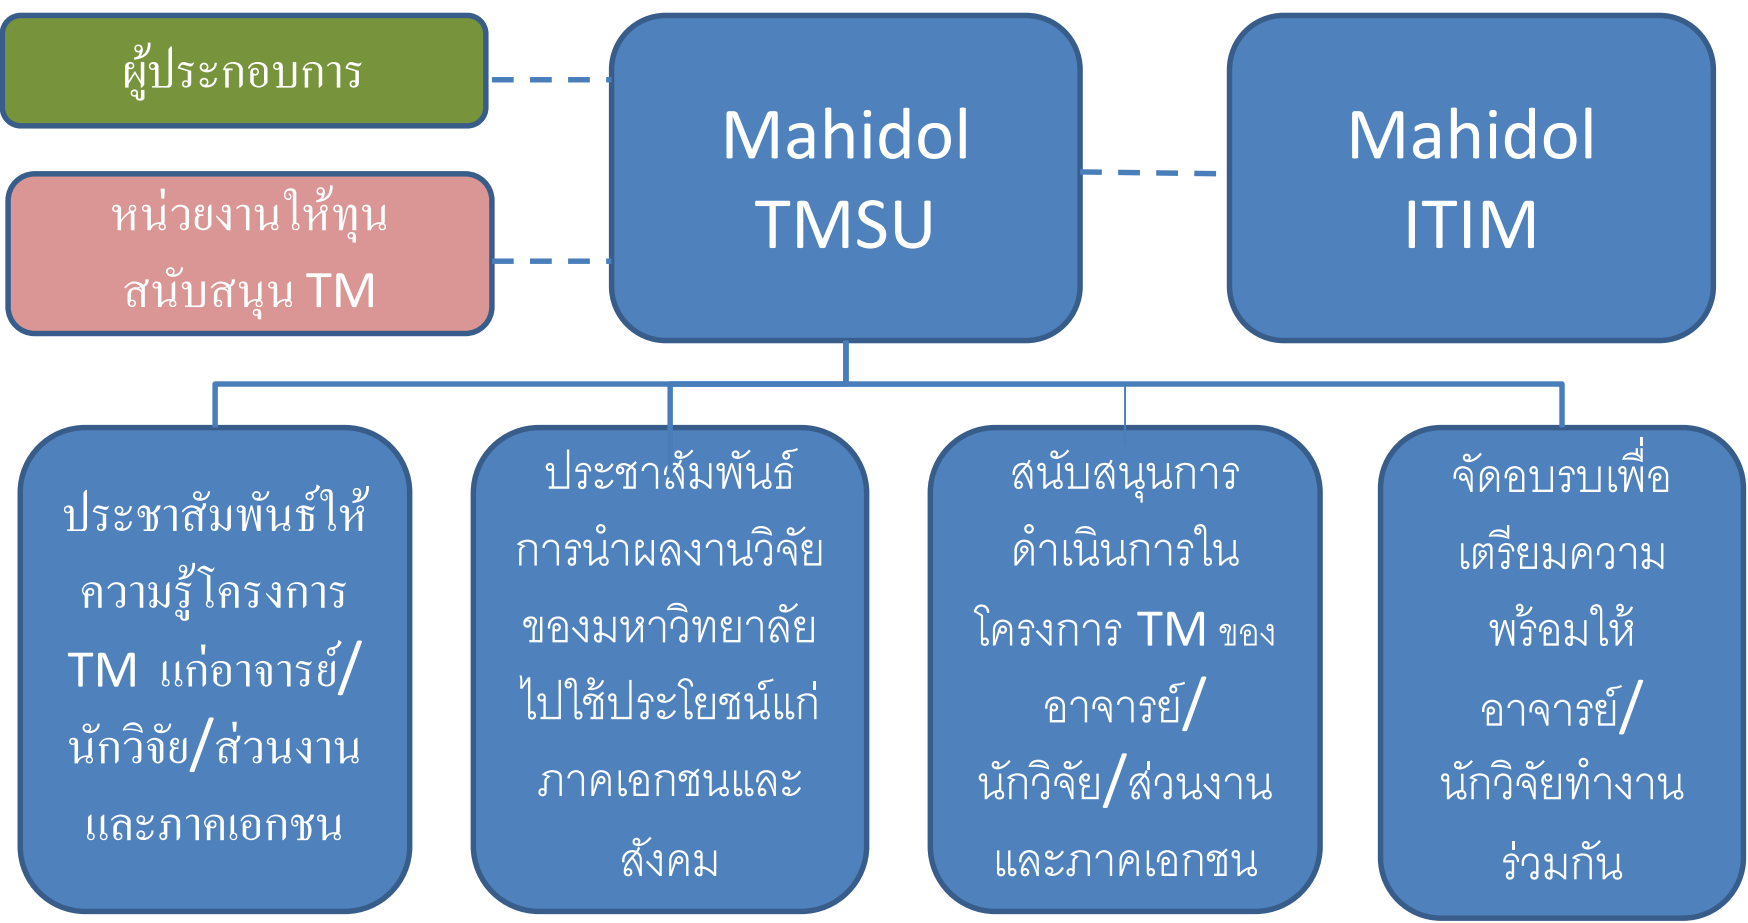 ผู้ประกอบการ
หน่วยงานให้ทุน
สนับสนุน TM
Mahidol
TMSU
Mahidol
ITIM
ประชาสัมพันธ์ให้
ความรู้โครงการ
TM แก่อาจารย์/
นักวิจัย/ส่วนงาน
และภาคเอกชน
ประชาสัมพันธ์
การนำผลงานวิจัย
ของมหาวิทยาลัย
ไปใช้ประโยชน์แก่
ภาคเอกชนและ
สังคม
สนับสนุนการ
ดำเนินการใน
โครงการ TM ของ
อาจารย์/
นักวิจัย/ส่วนงาน
และภาคเอกชน
จัดอบรบเพื่อ
เตรียมความ
พร้อมให้
อาจารย์/
นักวิจัยทำงาน
ร่วมกัน